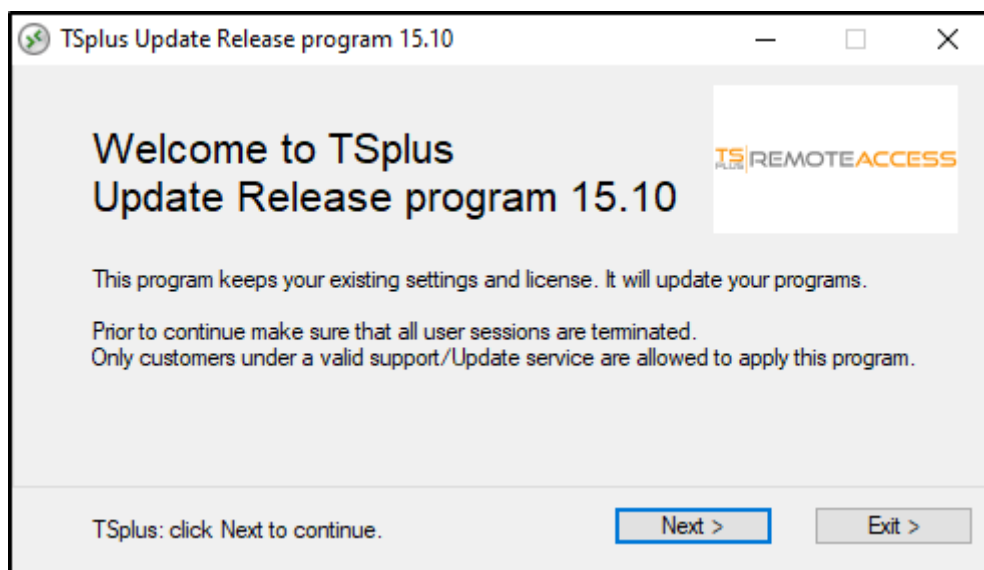 TSplus Update Release program 15.10
Welcome to TSplus
Update Release program 15.10
TS PLUS REMOTEACCESS
This program keeps your existing settings and license. It will update your programs.
Prior to continue make sure that all user sessions are terminated.
Only customers under a valid support/Update service are allowed to apply this program.
TSplus: click Next to continue.
Next >
Exit >